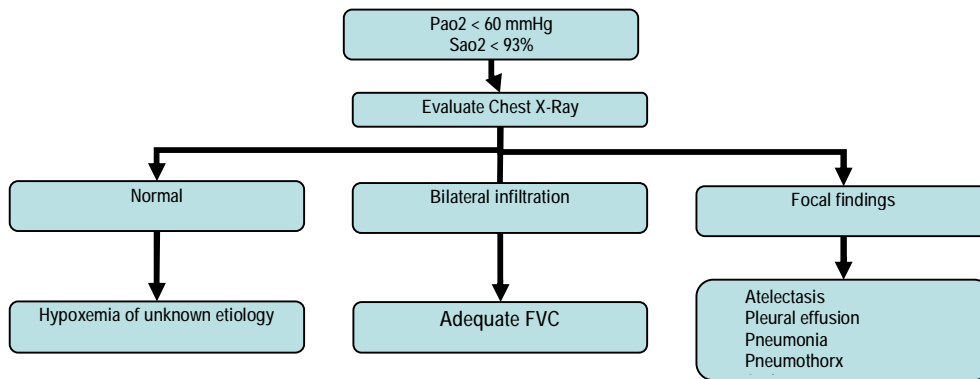 Pao2 < 60 mmHg
Sao2 < 93%
Evaluate Chest X-Ray
Normal
Bilateral infiltration
Focal findings
Hypoxemia of unknown etiology
Adequate FVC
Atelectasis
Pleural effusion
Pneumonia
Pneumothorx